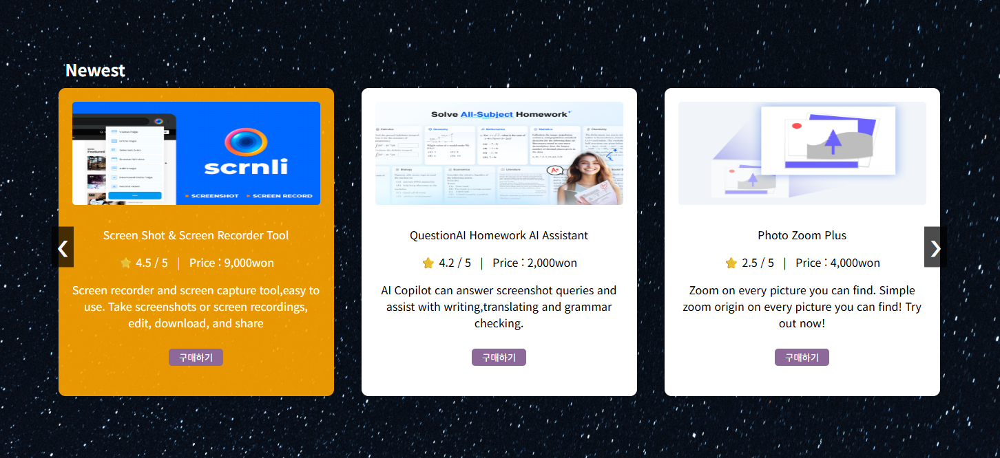 Newest
scrnli
SCREENSHOT
SCREEN RECORD
Screen Shot & Screen Recorder Tool
4.5 / 5 | Price : 9,000won
Screen recorder and screen capture tool,easy to
use. Take screenshots or screen recordings,
edit, download, and share
구매하기
Solve All-Subject Homework
A+
QuestionAI Homework AI Assistant
4.2 / 5 | Price : 2,000won
AI Copilot can answer screenshot queries and
assist with writing,translating and grammar
checking.
구매하기
Photo Zoom Plus
2.5 / 5 | Price : 4,000won
Zoom on every picture you can find. Simple
zoom origin on every picture you can find! Try
out now!
구매하기